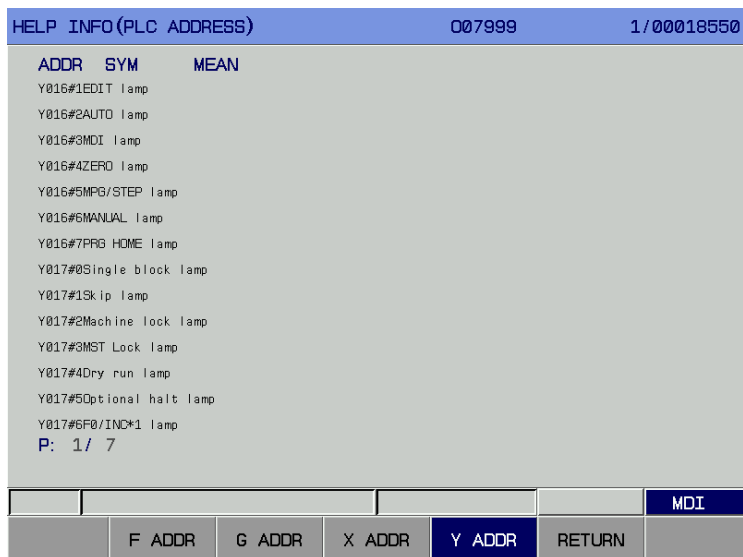 HELP INFO(PLC ADDRESS) O07999 1/00018550
ADDR SYM MEAN
Y016#1EDIT lamp
Y016#2AUTO lamp
Y016#3MDI lamp
Y016#4ZERO lamp
Y016#5MPG/STEP lamp
Y016#6MANUAL lamp
Y016#7PRG HOME lamp
Y017#0Single block lamp
Y017#1Skip lamp
Y017#2Machine lock lamp
Y017#3MST Lock lamp
Y017#4Dry run lamp
Y017#5Optional halt lamp
Y017#6F0/INC*1 lamp
P: 1/ 7
MDI
F ADDR G ADDR X ADDR Y ADDR RETURN